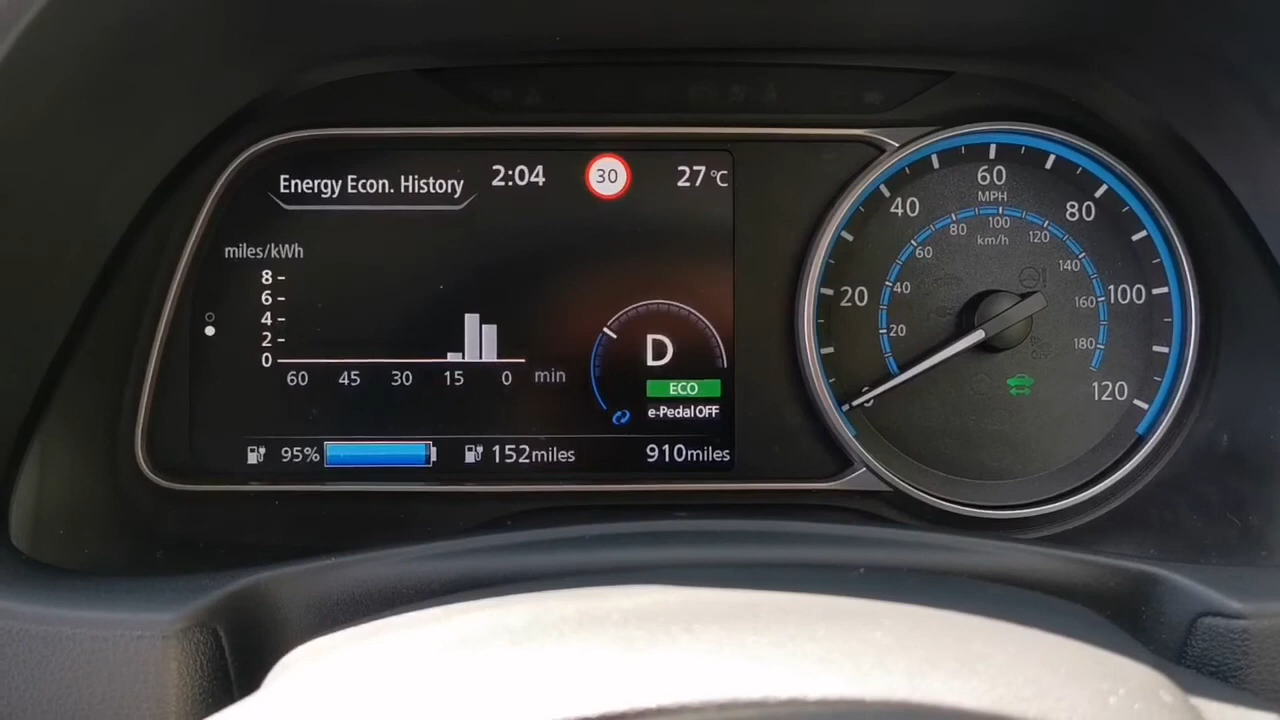 Energy Econ. History
2:04
30
27°C
miles/kWh
8
6
4
2
0
60 45 30 15 0 min
D
ECO
e-Pedal OFF
95%
152miles
910miles
0
20
40
60
80
100
120
MPH
20
40
60
80
100
120
140
160
180
km/h